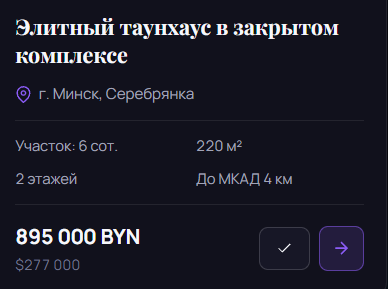 Элитный таунхаус в закрытом
комплексе
г. Минск, Серебрянка
Участок: 6 сот.
220 м²
2 этажей
До МКАД 4 км
895 000 BYN
$277 000